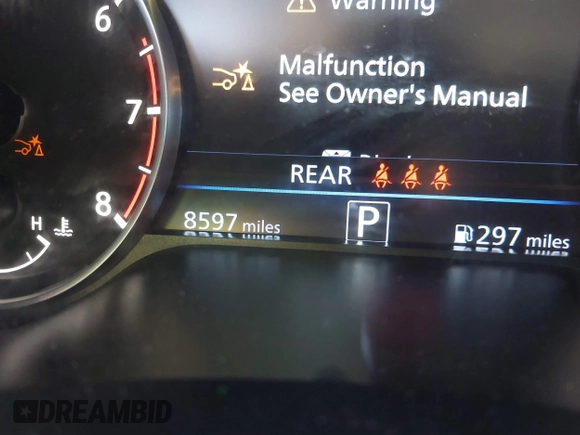 6
Warning
Malfunction
See Owner's Manual
7
REAR
8
H
8597 miles
P
297 miles
DREAMBID